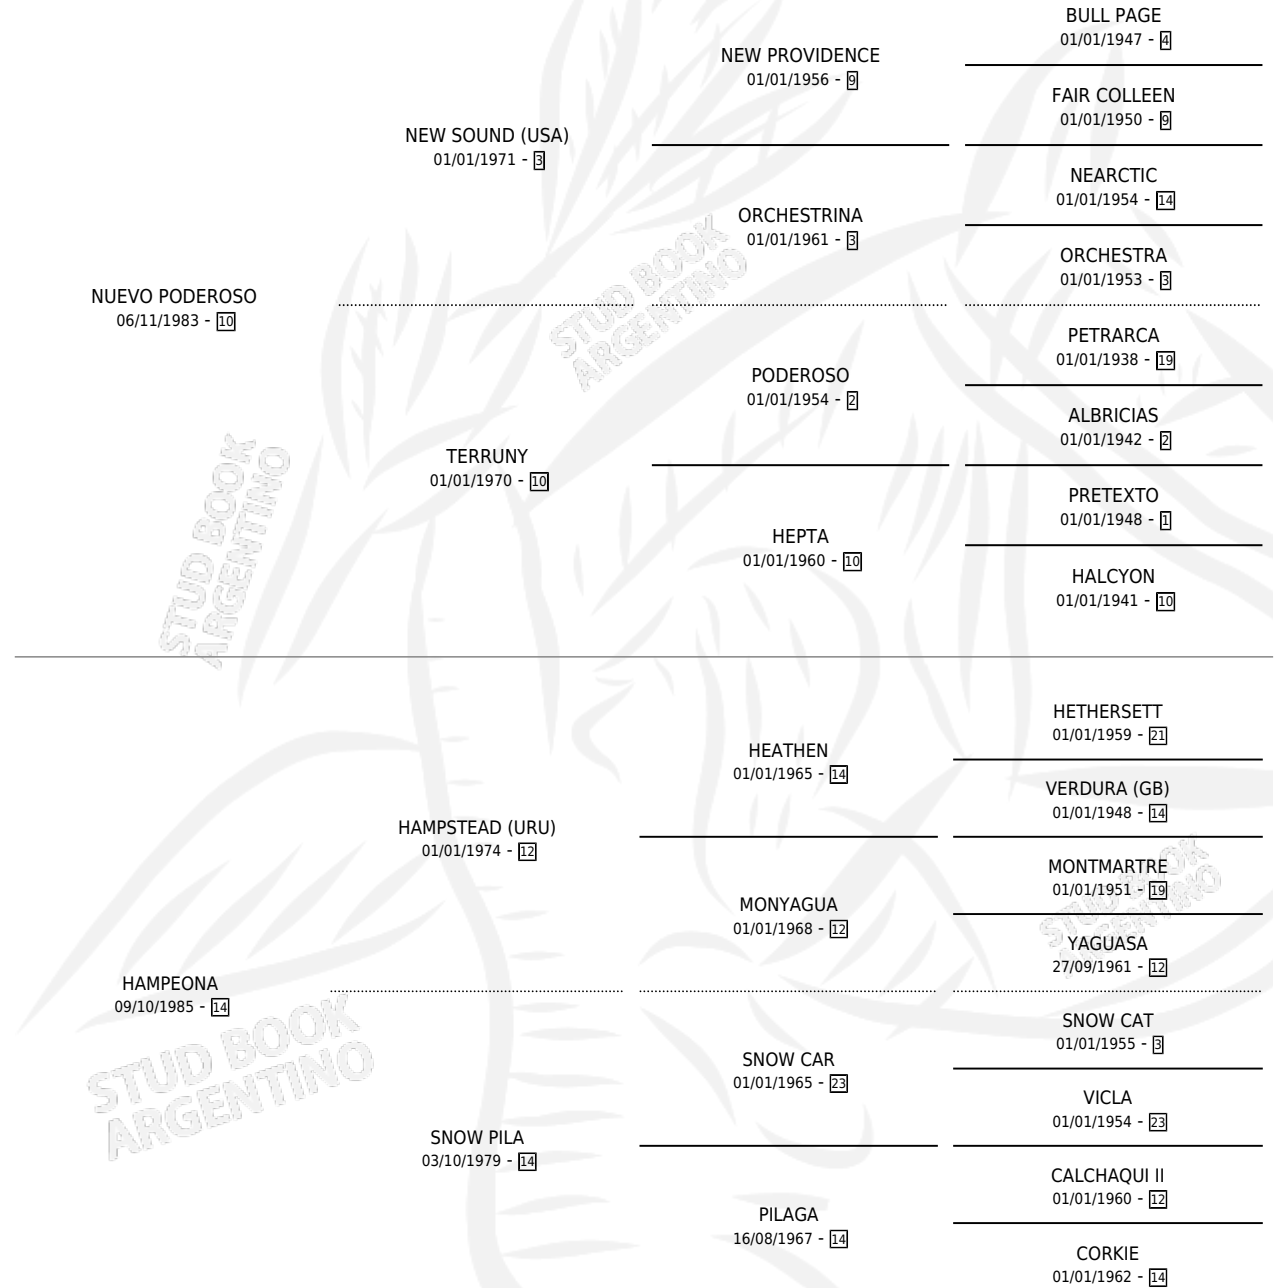 BULL PAGE
01/01/1947 - 4
NEW PROVIDENCE
01/01/1956 - 9
FAIR COLLEEN
01/01/1950 - 9
NEW SOUND (USA)
01/01/1971 - 3
NEARCTIC
01/01/1954 - 14
ORCHESTRINA
01/01/1961 - 3
ORCHESTRA
01/01/1953 - 3
NUEVO PODEROSO
06/11/1983 - 10
STUD BOOK
ARGENTINO
PETRARCA
01/01/1938 - 19
PODEROSO
01/01/1954 - 2
ALBRICIAS
01/01/1942 - 2
TERRUNY
01/01/1970 - 10
PRETEXTO
01/01/1948 - 1
HEPTA
01/01/1960 - 10
HALCYON
01/01/1941 - 10
STUD BOOK
ARGENTINO
HETHERSETT
01/01/1959 - 21
HEATHEN
01/01/1965 - 14
VERDURA (GB)
01/01/1948 - 14
HAMPSTEAD (URU)
01/01/1974 - 12
MONTMARTRE
01/01/1951 - 19
MONYAGUA
01/01/1968 - 12
YAGUASA
27/09/1961 - 12
STUD BOOK
ARGENTINO
HAMPEONA
09/10/1985 - 14
SNOW CAT
01/01/1955 - 3
SNOW CAR
01/01/1965 - 23
VICLA
01/01/1954 - 23
STUD BOOK
ARGENTINO
SNOW PILA
03/10/1979 - 14
CALCHAQUI II
01/01/1960 - 12
PILAGA
16/08/1967 - 14
CORKIE
01/01/1962 - 14